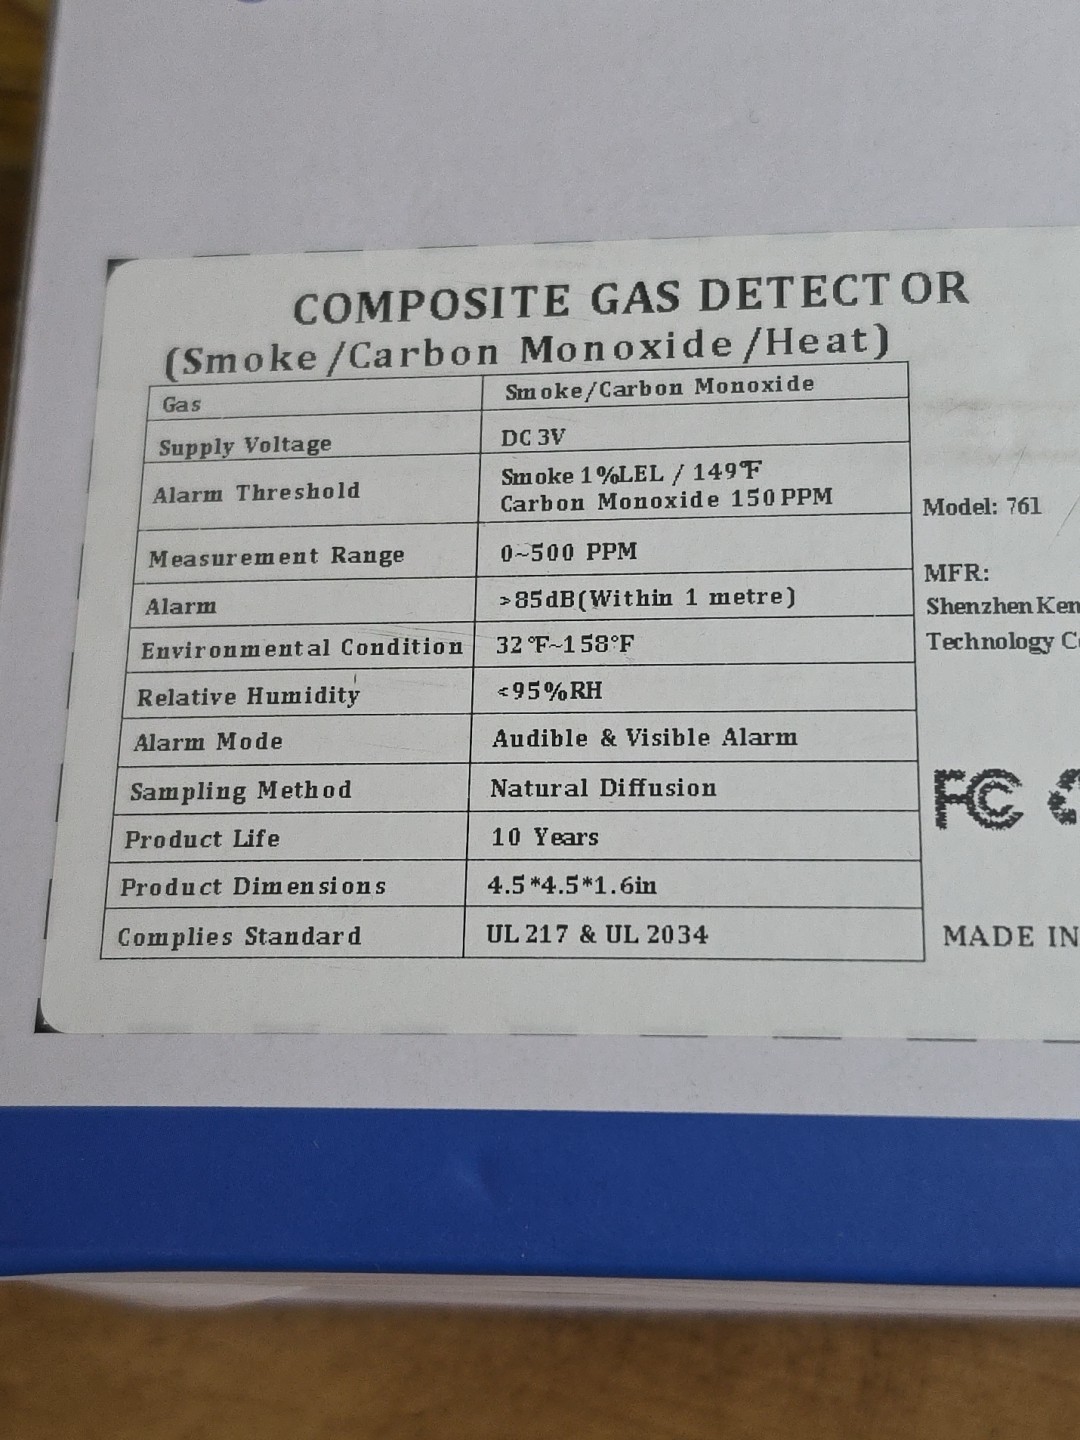 COMPOSITE GAS DETECTOR
(Smoke/Carbon Monoxide/Heat)
Gas Smoke/Carbon Monoxide
Supply Voltage DC 3V
Alarm Threshold Smoke 1%LEL / 149℉
Carbon Monoxide 150 PPM
Measurement Range 0~500 PPM
Alarm >85dB(Within 1 metre)
Environmental Condition 32℉~158℉
Relative Humidity <95%RH
Alarm Mode Audible & Visible Alarm
Sampling Method Natural Diffusion
Product Life 10 Years
Product Dimensions 4.5*4.5*1.6in
Complies Standard UL 217 & UL 2034
Model: 761
MFR:
Shenzhen
Technology
FC
MADE IN